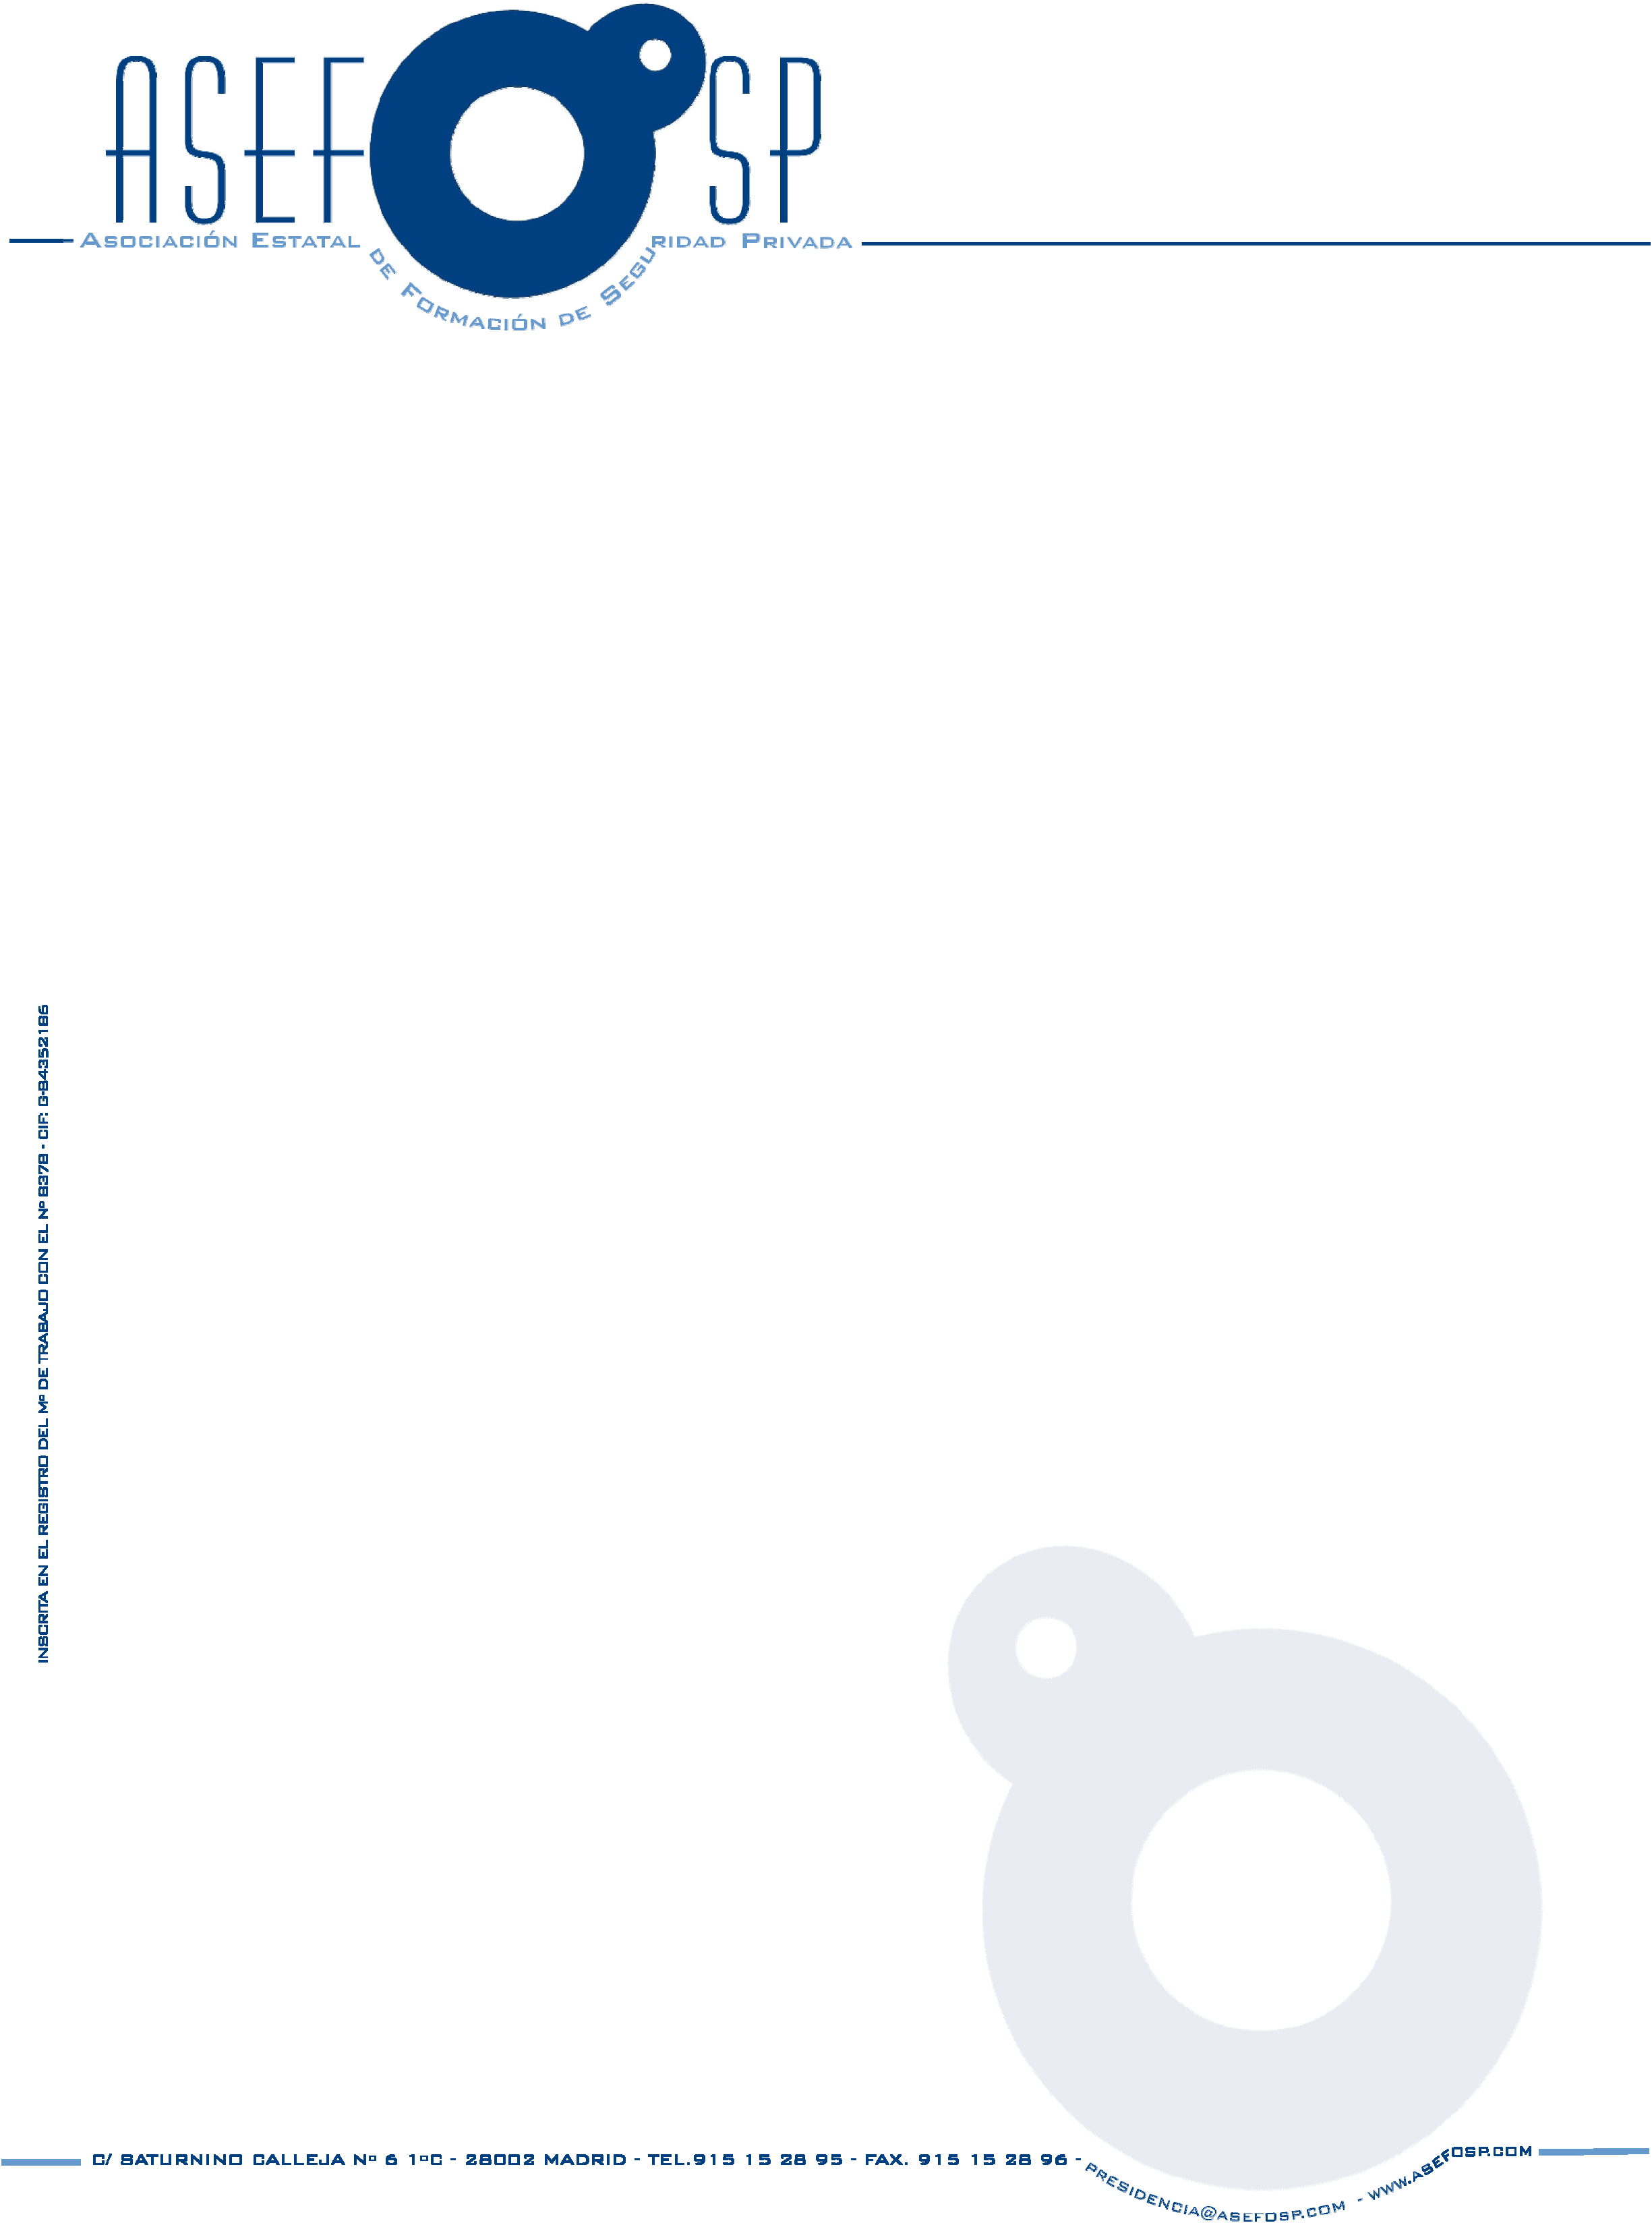 ASEFOSP
ASOCIACIÓN ESTATAL DE FORMACIÓN DE SEGURIDAD PRIVADA
INSCRITA EN EL REGISTRO DEL Mº DE TRABAJO CON EL Nº 8378 - CIF: G-84352186
C/ SATURNINO CALLEJA Nº 6 1ºC - 28002 MADRID - TEL.915 15 28 95 - FAX. 915 15 28 96 - PRESIDENCIA@ASEFOSP.COM - WWW.ASEFOSP.COM